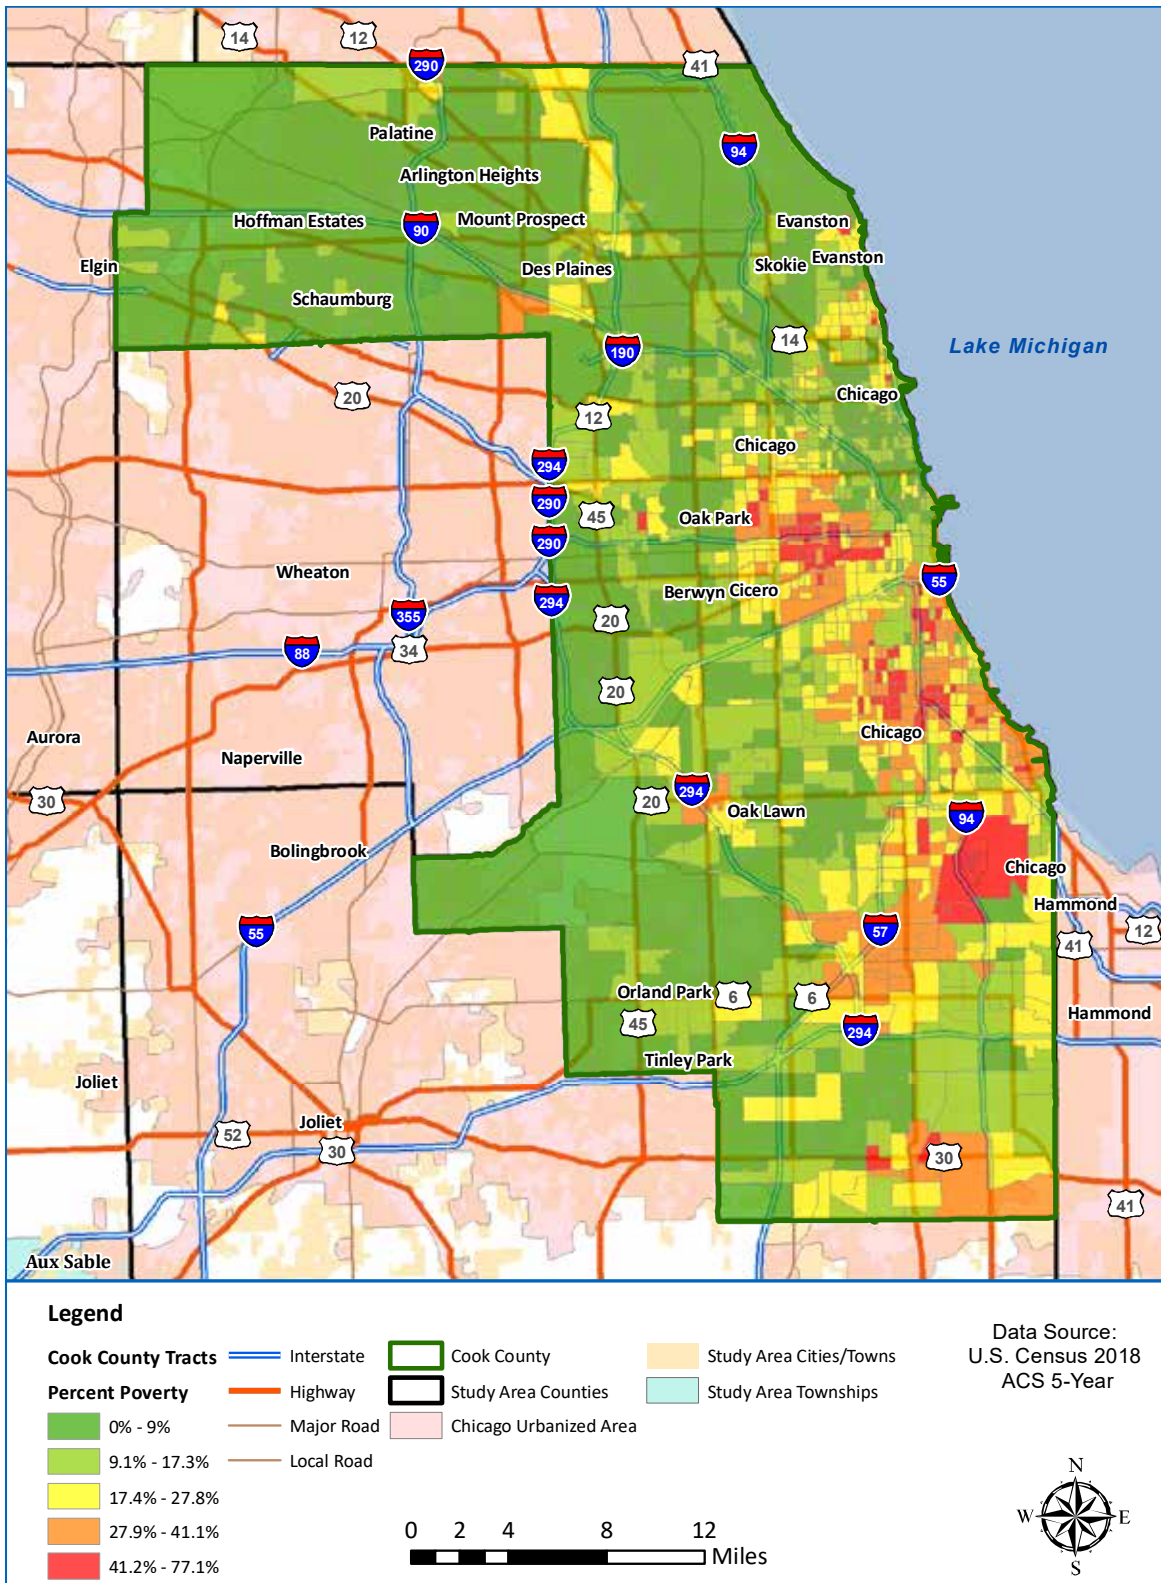 14
12
290
41
Palatine
94
Arlington Heights
Hoffman Estates
90
Mount Prospect
Evanston
Elgin
Des Plaines
Skokie
Evanston
Schaumburg
190
14
Lake Michigan
20
12
Chicago
Chicago
294
290
45
Oak Park
290
Wheaton
55
294
Berwyn
Cicero
355
20
88
34
20
Aurora
Naperville
Chicago
30
294
20
Oak Lawn
94
Bolingbrook
Chicago
Hammond
55
57
12
41
Orland Park
6
6
Hammond
45
294
Tinley Park
Joliet
Joliet
52
30
30
41
Aux Sable
Legend
Cook County Tracts
Percent Poverty
0% - 9%
9.1% - 17.3%
17.4% - 27.8%
27.9% - 41.1%
41.2% - 77.1%
Interstate
Highway
Major Road
Local Road
Cook County
Study Area Counties
Chicago Urbanized Area
Study Area Cities/Towns
Study Area Townships
Data Source:
U.S. Census 2018
ACS 5-Year
0 2 4 8 12
Miles
N
W E
S